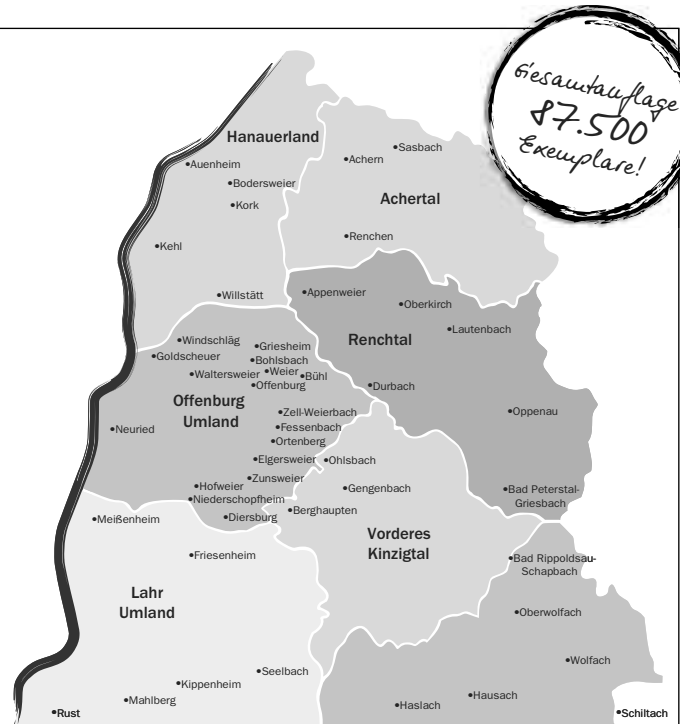 Gesamtauflage
87.500
Exemplare!
Hanauerland
•Auenheim
•Bodersweier
•Kork
•Kehl
•Willstätt
•Sasbach
•Achern
Achertal
•Renchen
•Appenweier
•Oberkirch
•Lautenbach
Renchtal
•Durbach
•Oppenau
•Bad Peterstal-
Griesbach
•Windschläg
•Goldscheuer
•Griesheim
•Bohlsbach
•Waltersweier
•Weier
•Bühl
•Offenburg
Offenburg
Umland
•Neuried
•Zell-Weierbach
•Fessenbach
•Ortenberg
•Elgersweier
•Zunsweier
•Hofweier
•Niederschopfheim
•Diersburg
•Ohlsbach
•Gengenbach
•Berghaupten
Vorderes
Kinzigtal
•Meißenheim
•Friesenheim
Lahr
Umland
•Seelbach
•Kippenheim
•Mahlberg
•Rust
•Bad Rippoldsau-
Schapbach
•Oberwolfach
•Wolfach
•Hausach
•Haslach
•Schiltach